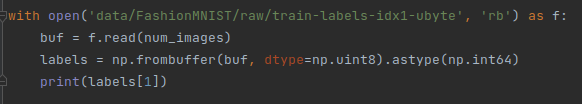 with open('data/FashionMNIST/raw/train-labels-idx1-ubyte', 'rb') as f:
    buf = f.read(num_images)
    labels = np.frombuffer(buf, dtype=np.uint8).astype(np.int64)
    print(labels[1])